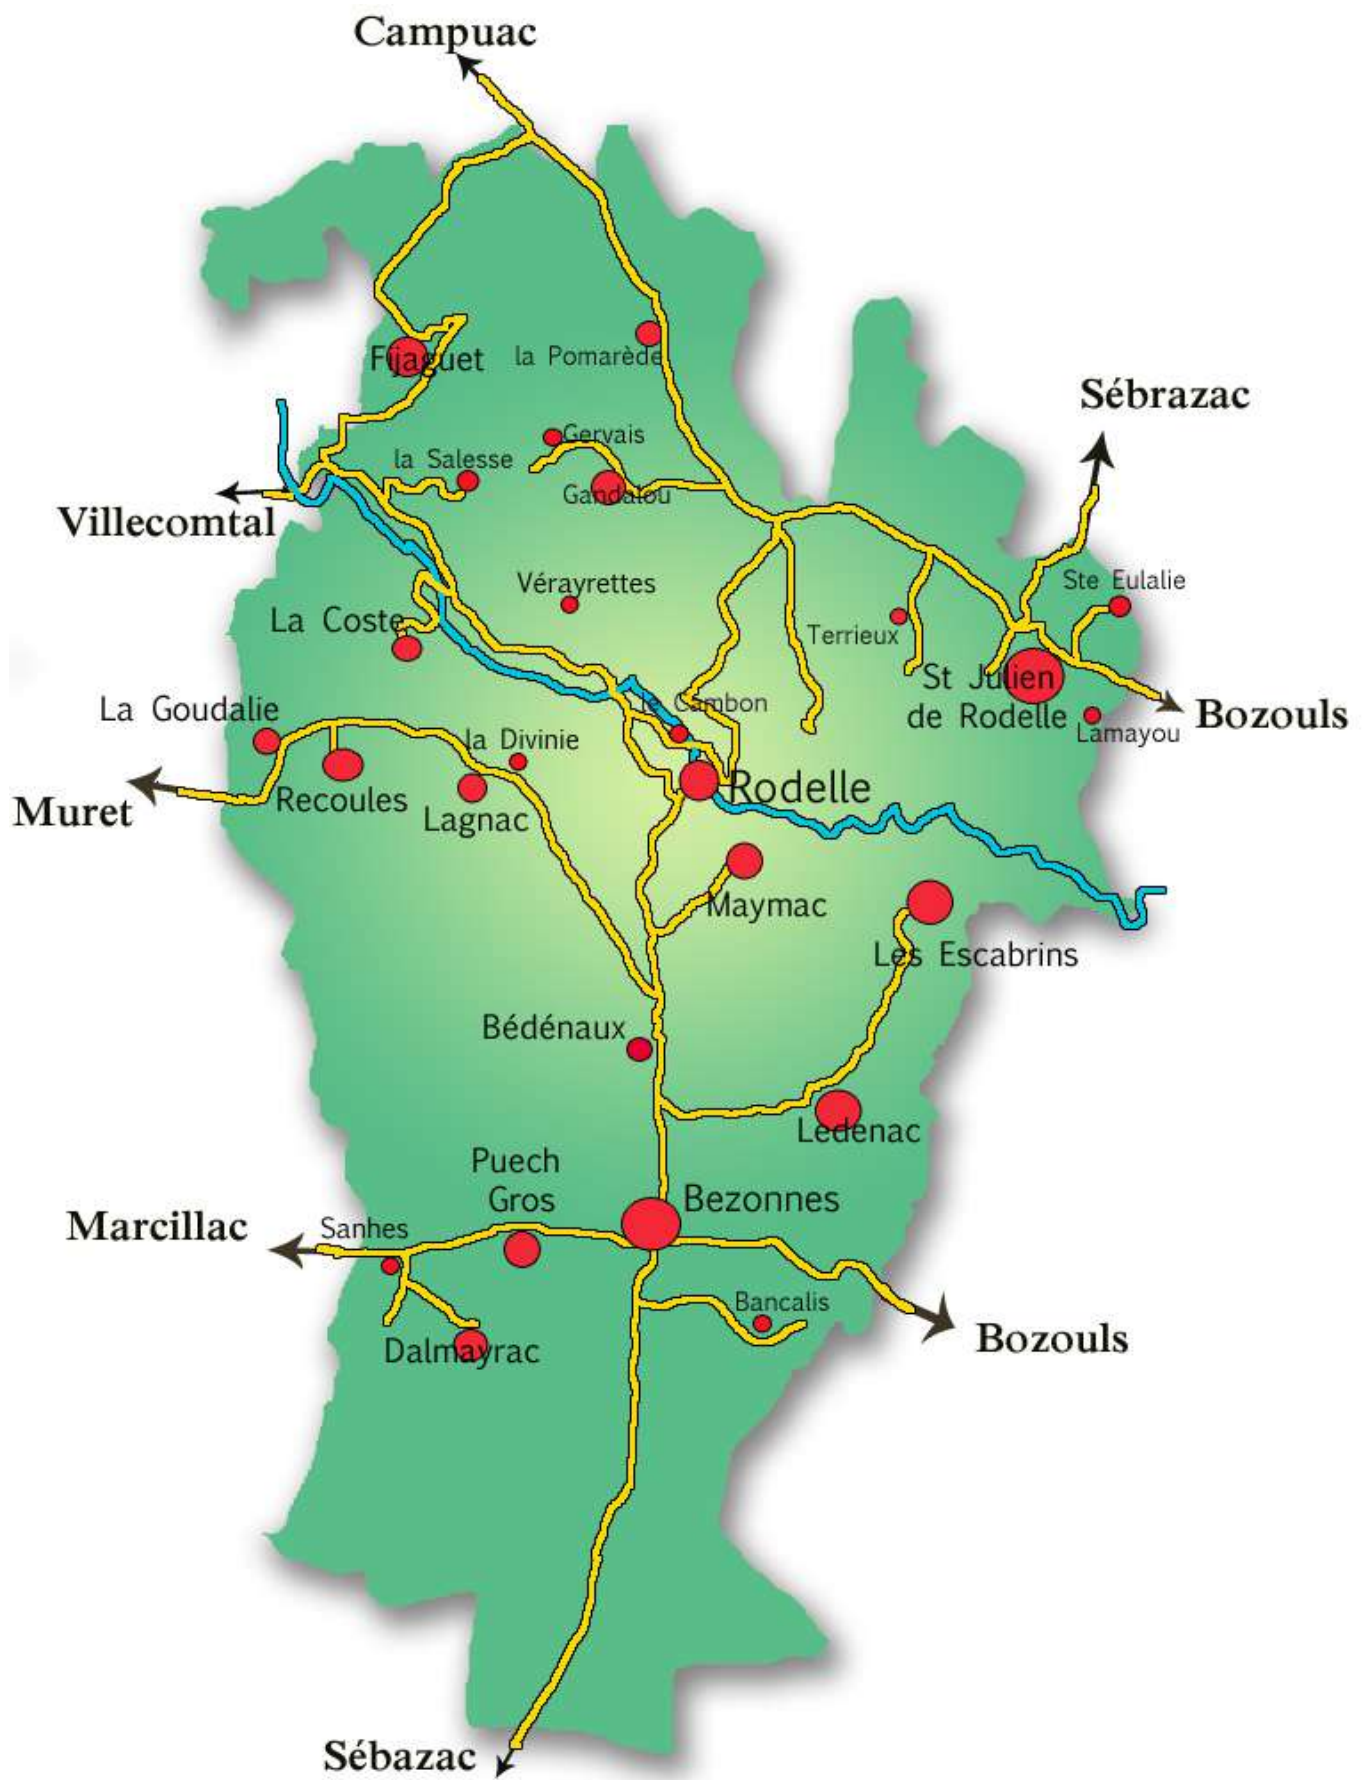 Campuac
Fijaguet
la Pomarède
Sébrazac
Gervais
la Salesse
Gandalou
Villecomtal
Vérayrettes
Ste Eulalie
La Coste
Terrieux
St Julien
de Rodelle
le Cambon
La Goudalie
Bozouls
Lamayou
la Divinie
Rodelle
Recoules
Muret
Lagnac
Maymac
Les Escabrins
Bédénaux
Ledenac
Puech
Gros
Bezonnes
Marcillac
Sanhes
Bancalis
Bozouls
Dalmayrac
Sébazac